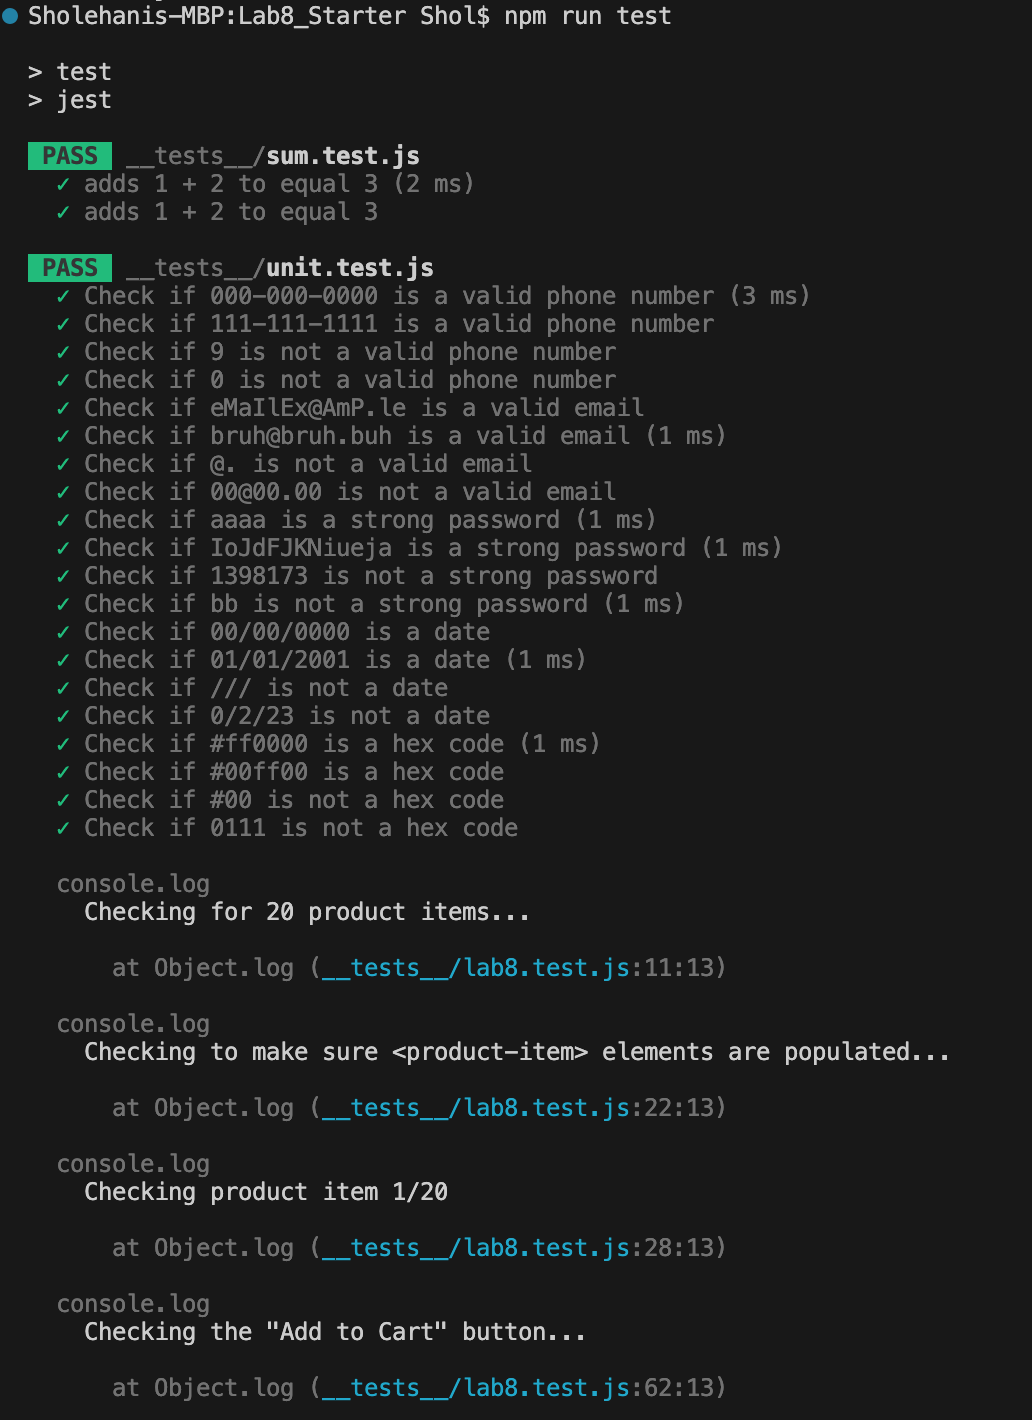 Sholehanis-MBP:Lab8_Starter Shol$ npm run test
> test
> jest
PASS __tests__/sum.test.js
✓ adds 1 + 2 to equal 3 (2 ms)
✓ adds 1 + 2 to equal 3
PASS __tests__/unit.test.js
✓ Check if 000-000-0000 is a valid phone number (3 ms)
✓ Check if 111-111-1111 is a valid phone number
✓ Check if 9 is not a valid phone number
✓ Check if 0 is not a valid phone number
✓ Check if eMaIlEx@AmP.le is a valid email
✓ Check if bruh@bruh.buh is a valid email (1 ms)
✓ Check if @. is not a valid email
✓ Check if 00@00.00 is not a valid email
✓ Check if aaaa is a strong password (1 ms)
✓ Check if IoJdFJKNiueja is a strong password (1 ms)
✓ Check if 1398173 is not a strong password
✓ Check if bb is not a strong password (1 ms)
✓ Check if 00/00/0000 is a date
✓ Check if 01/01/2001 is a date (1 ms)
✓ Check if /// is not a date
✓ Check if 0/2/23 is not a date
✓ Check if #ff0000 is a hex code (1 ms)
✓ Check if #00ff00 is a hex code
✓ Check if #00 is not a hex code
✓ Check if 0111 is not a hex code
console.log
Checking for 20 product items...
at Object.log (__tests__/lab8.test.js:11:13)
console.log
Checking to make sure <product-item> elements are populated...
at Object.log (__tests__/lab8.test.js:22:13)
console.log
Checking product item 1/20
at Object.log (__tests__/lab8.test.js:28:13)
console.log
Checking the "Add to Cart" button...
at Object.log (__tests__/lab8.test.js:62:13)